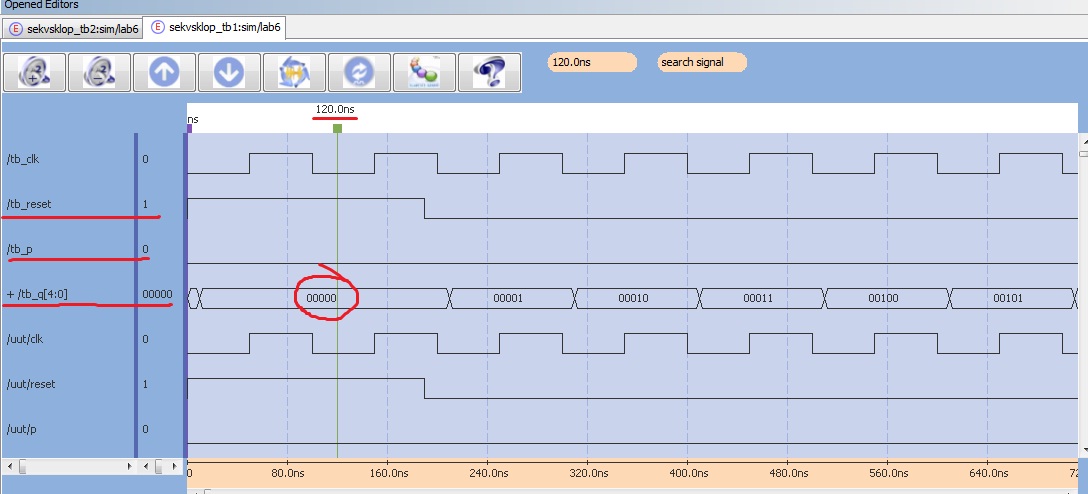 Opened Editors
E sekvsklop_tb2:sim/lab6 E sekvsklop_tb1:sim/lab6
120.0ns search signal
120.0ns
ns
/tb_clk 0
/tb_reset 1
/tb_p 0
+ /tb_q[4:0] 00000 00000 00001 00010 00011 00100 00101
/uut/clk 0
/uut/reset 1
/uut/p 0
0 80.0ns 160.0ns 240.0ns 320.0ns 400.0ns 480.0ns 560.0ns 640.0ns 72